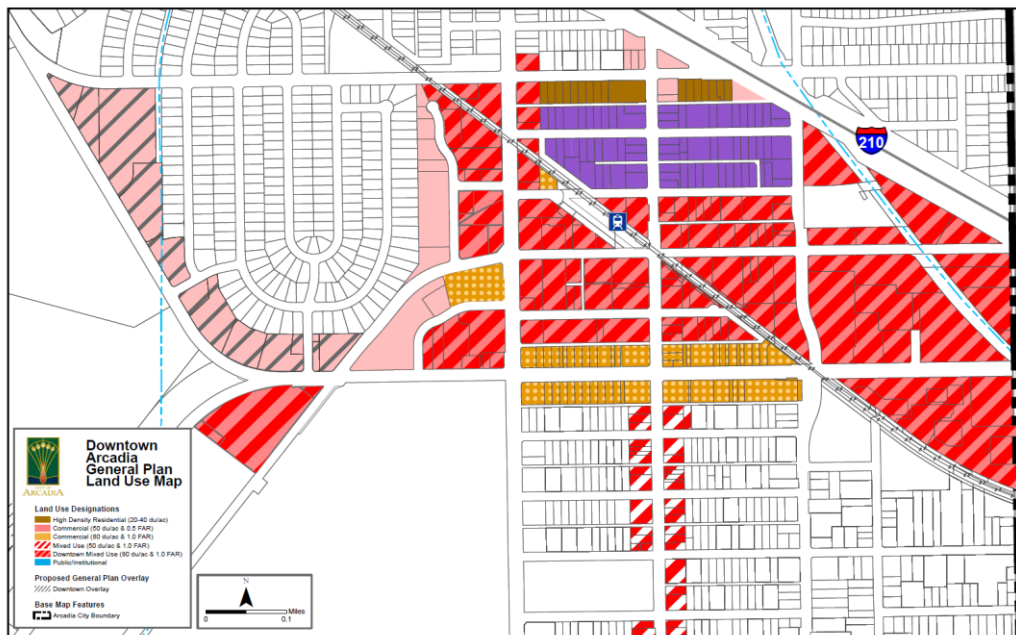 210
Downtown
Arcadia
General Plan
Land Use Map
CITY OF
ARCADIA
Land Use Designations
High Density Residential (20-40 du/ac)
Commercial (50 du/ac & 0.5 FAR)
Commercial (80 du/ac & 1.0 FAR)
Mixed Use (50 du/ac & 1.0 FAR)
Downtown Mixed Use (80 du/ac & 1.0 FAR)
Public/Institutional
Proposed General Plan Overlay
Downtown Overlay
Base Map Features
Arcadia City Boundary
N
Miles
0 0.1